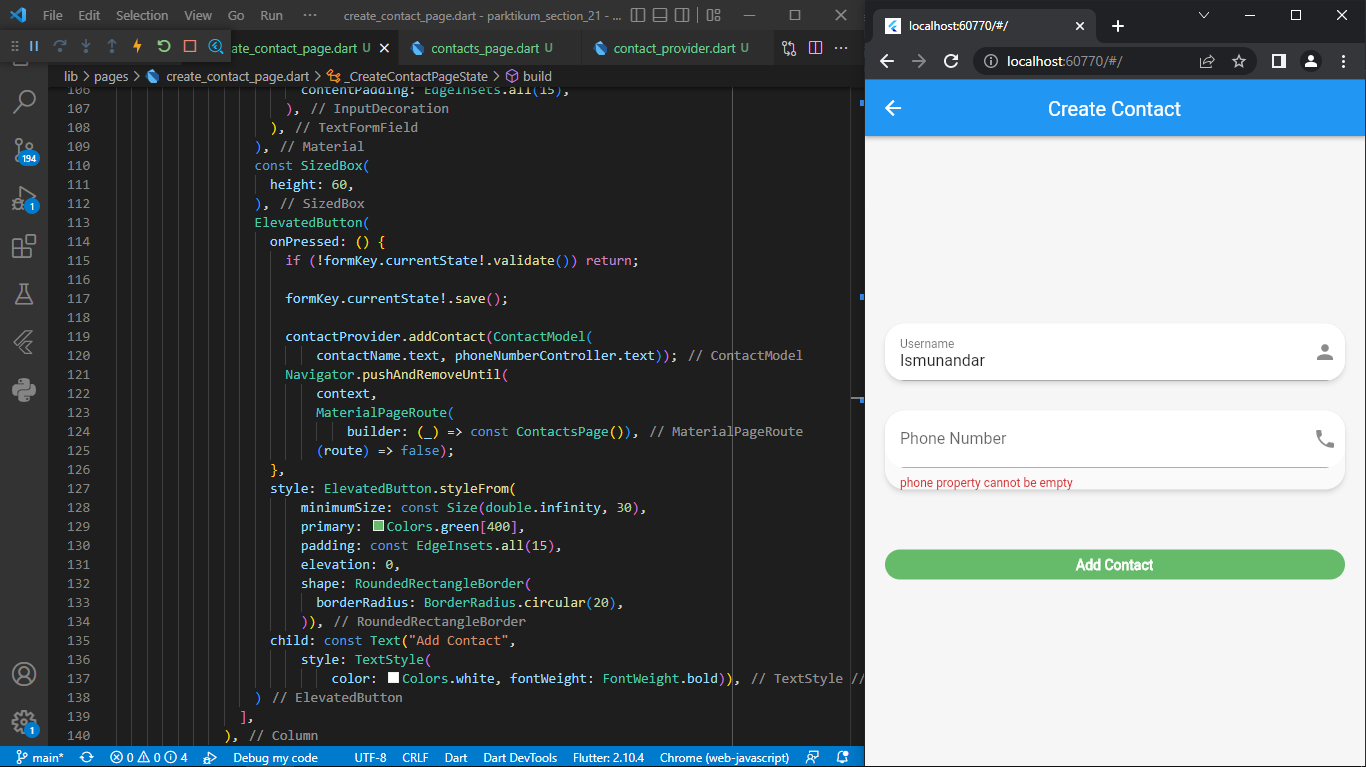 File Edit Selection View Go Run ··· create_contact_page.dart - parktikum_section_21 - ...
ate_contact_page.dart U contacts_page.dart U contact_provider.dart U
lib > pages > create_contact_page.dart > _CreateContactPageState > build
106 contentPadding: EdgeInsets.all(15),
107 ), // InputDecoration
108 ), // TextFormField
109 ), // Material
110 const SizedBox(
111 height: 60,
112 ), // SizedBox
113 ElevatedButton(
114 onPressed: () {
115 if (!formKey.currentState!.validate()) return;
116
117 formKey.currentState!.save();
118
119 contactProvider.addContact(ContactModel(
120 contactName.text, phoneNumberController.text)); // ContactModel
121 Navigator.pushAndRemoveUntil(
122 context,
123 MaterialPageRoute(
124 builder: (_) => const ContactsPage()), // MaterialPageRoute
125 (route) => false);
126 },
127 style: ElevatedButton.styleFrom(
128 minimumSize: const Size(double.infinity, 30),
129 primary: Colors.green[400],
130 padding: const EdgeInsets.all(15),
131 elevation: 0,
132 shape: RoundedRectangleBorder(
133 borderRadius: BorderRadius.circular(20),
134 )), // RoundedRectangleBorder
135 child: const Text("Add Contact",
136 style: TextStyle(
137 color: Colors.white, fontWeight: FontWeight.bold)), // TextStyle //
138 ) // ElevatedButton
139 ],
140 ), // Column
194
1
1
main* 0 0 4 Debug my code UTF-8 CRLF Dart Dart DevTools Flutter: 2.10.4 Chrome (web-javascript)
localhost:60770/#/
localhost:60770/#/
Create Contact
Username
Ismunandar
Phone Number
phone property cannot be empty
Add Contact